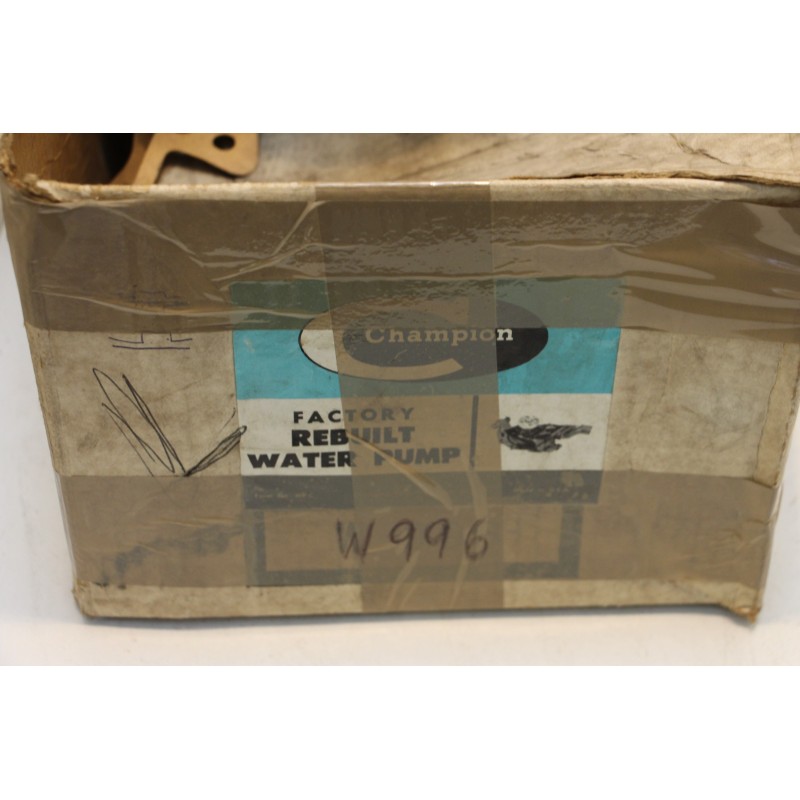 Champion
FACTORY
REBUILT
WATER PUMP
W996